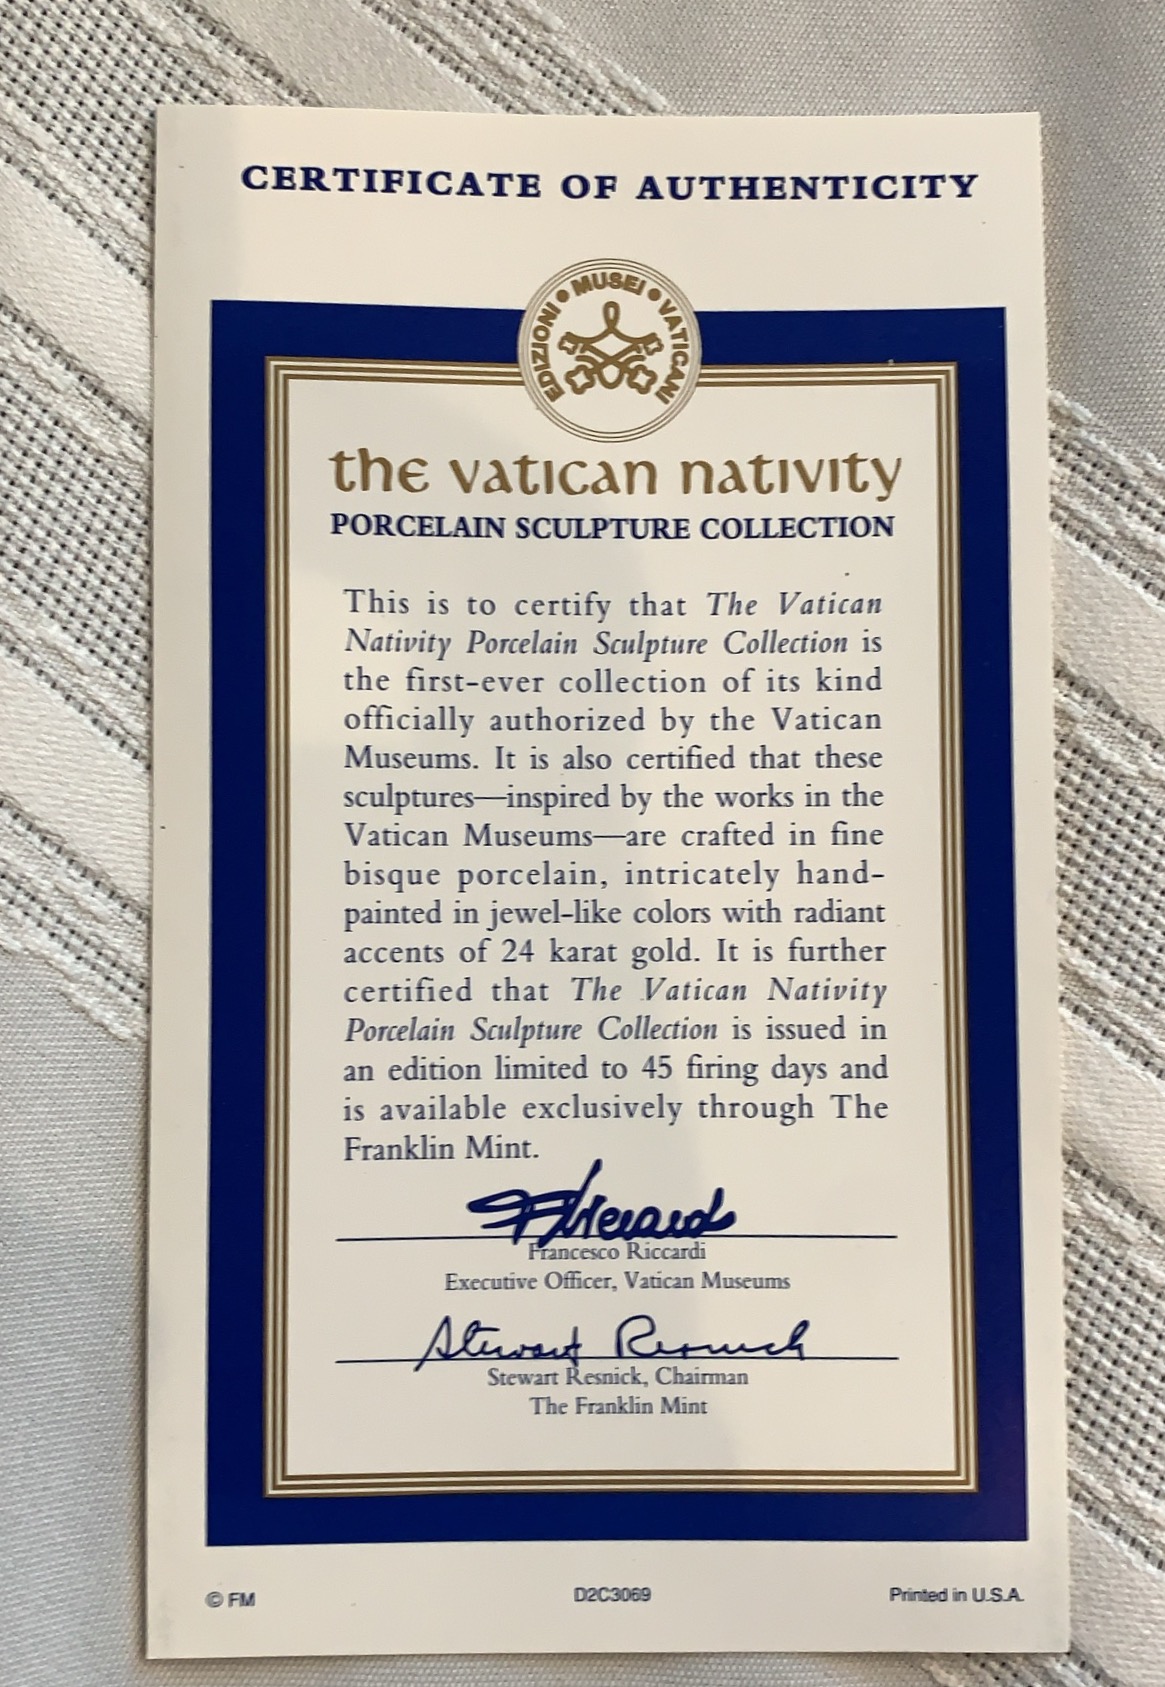 CERTIFICATE OF AUTHENTICITY
EDIZIONI • MUSEI • VATICANI
the vatican nativity
PORCELAIN SCULPTURE COLLECTION
This is to certify that The Vatican
Nativity Porcelain Sculpture Collection is
the first-ever collection of its kind
officially authorized by the Vatican
Museums. It is also certified that these
sculptures—inspired by the works in the
Vatican Museums—are crafted in fine
bisque porcelain, intricately hand-
painted in jewel-like colors with radiant
accents of 24 karat gold. It is further
certified that The Vatican Nativity
Porcelain Sculpture Collection is issued in
an edition limited to 45 firing days and
is available exclusively through The
Franklin Mint.
F Riccardi
Francesco Riccardi
Executive Officer, Vatican Museums
Stewart Resnick
Stewart Resnick, Chairman
The Franklin Mint
© FM D2C3069 Printed in U.S.A.